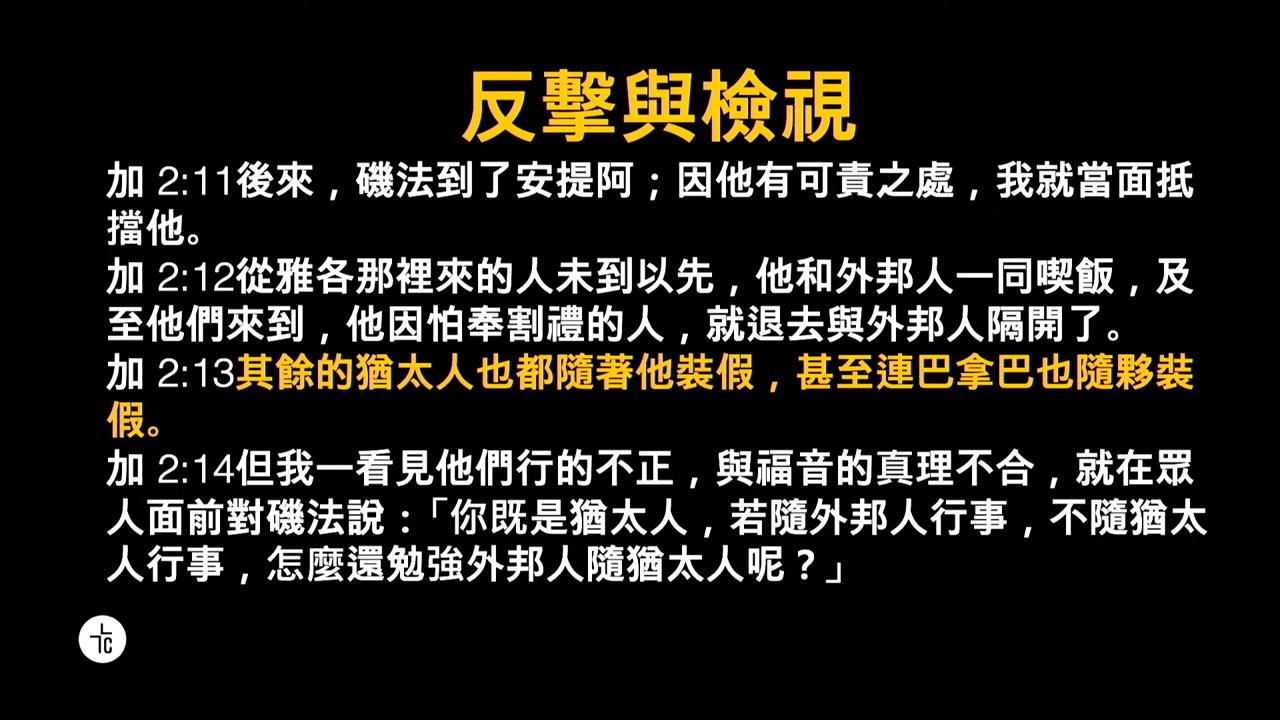 反擊與檢視
加 2:11後來，磯法到了安提阿；因他有可責之處，我就當面抵
擋他。
加 2:12從雅各那裡來的人未到以先，他和外邦人一同喫飯，及
至他們來到，他因怕奉割禮的人，就退去與外邦人隔開了。
加 2:13其餘的猶太人也都隨著他裝假，甚至連巴拿巴也隨夥裝
假。
加 2:14但我一看見他們行的不正，與福音的真理不合，就在眾
人面前對磯法說：「你既是猶太人，若隨外邦人行事，不隨猶太
人行事，怎麼還勉強外邦人隨猶太人呢？」
C